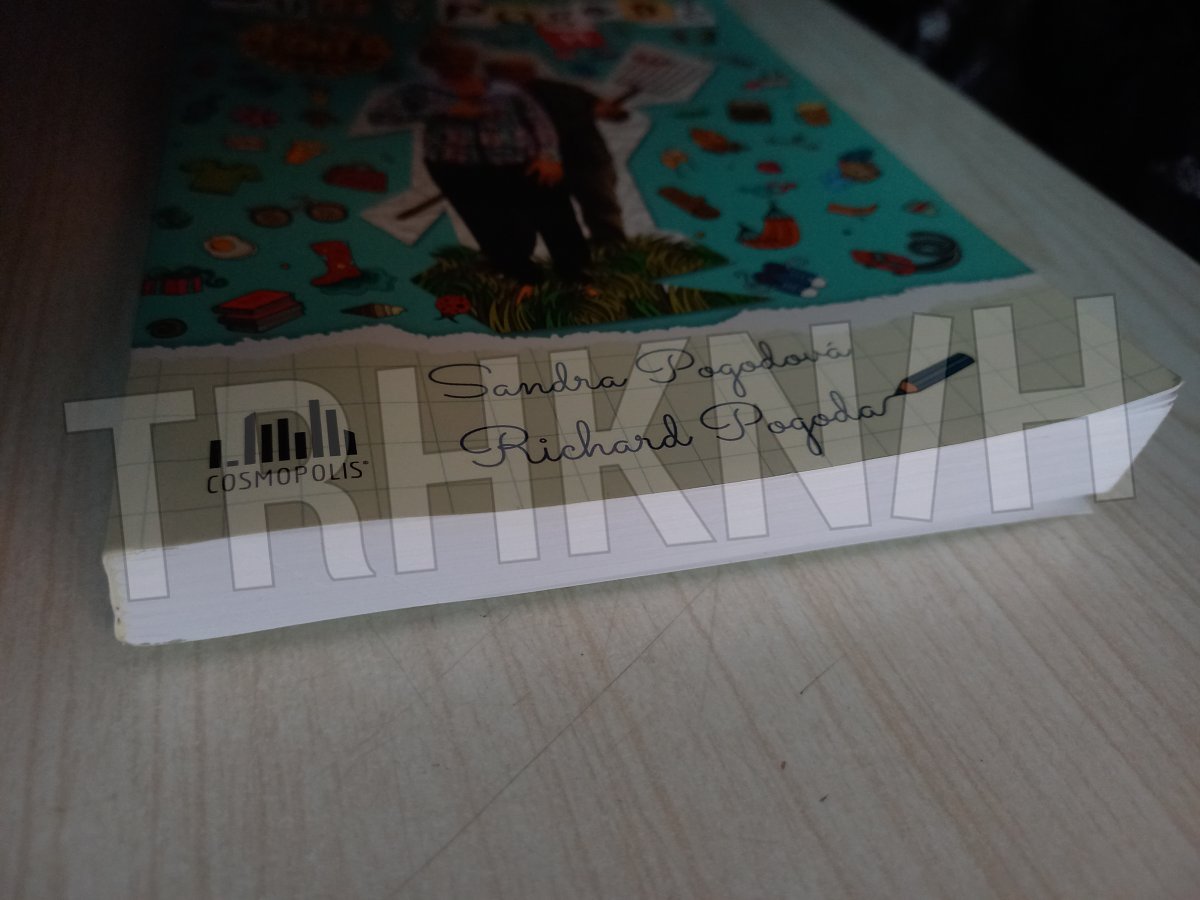 Sandra Pogodová
Richard Pogoda
COSMOPOLIS
TRHKNIH